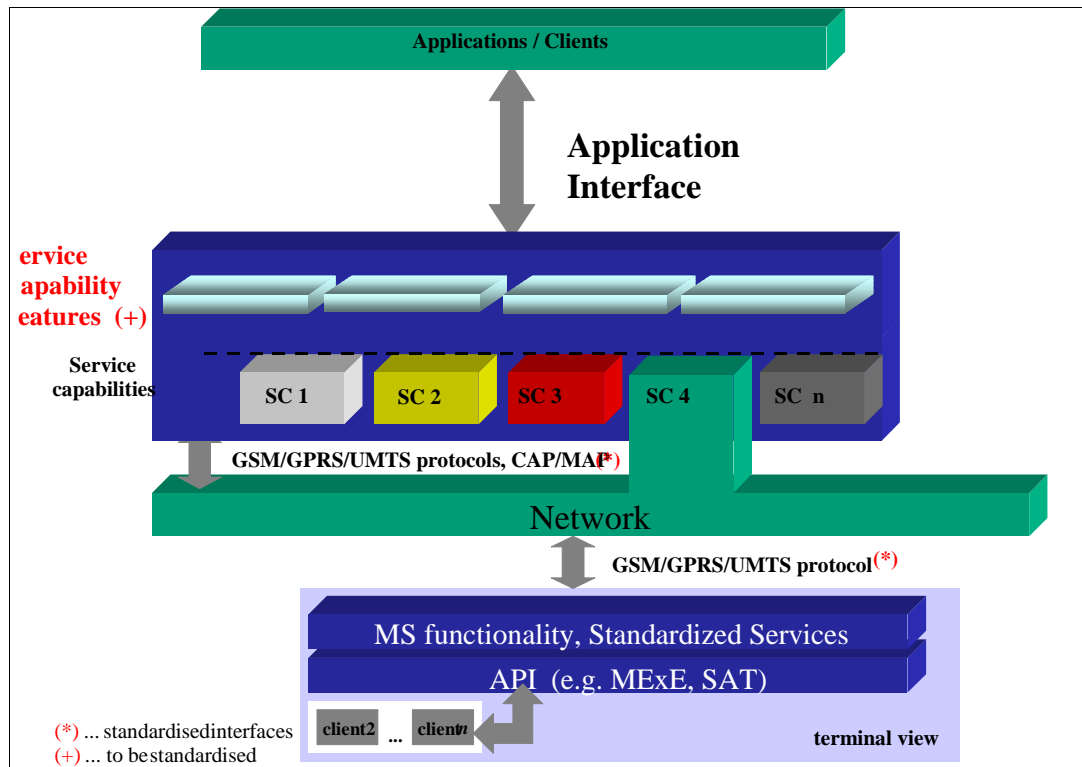 Applications / Clients
Application
Interface
ervice
apability
eatures (+)
Service
capabilities
SC 1
SC 2
SC 3
SC 4
SC n
GSM/GPRS/UMTS protocols, CAP/MAP(*)
Network
GSM/GPRS/UMTS protocol(*)
MS functionality, Standardized Services
API (e.g. MExE, SAT)
client2 ... clientn
terminal view
(*) ... standardisedinterfaces
(+) ... to bestandardised